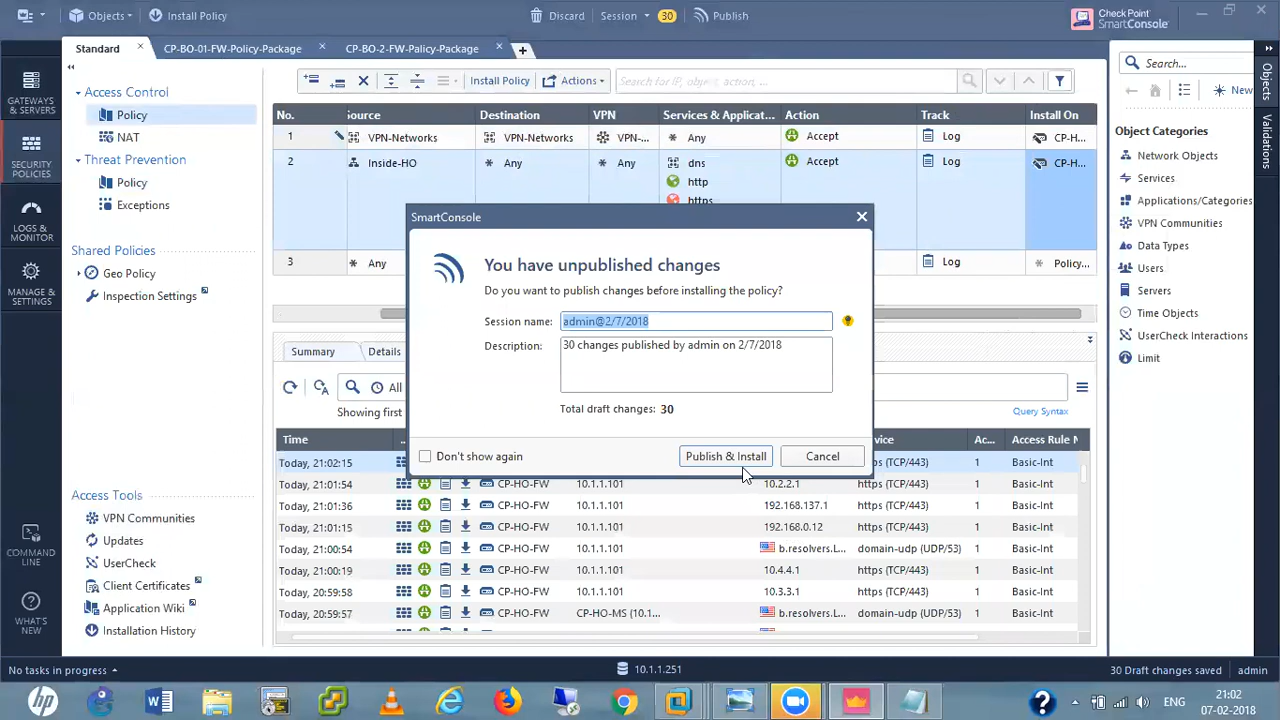 Objects
Install Policy
Discard
Session
30
Publish
Check Point
SmartConsole
Standard
CP-BO-01-FW-Policy-Package
CP-BO-2-FW-Palicy-Package
GATEWAYS
& SERVERS
SECURITY
POLICIES
LOGS &
MONITOR
MANAGE &
SETTINGS
COMMAND
LINE
WHAT'S
NEW
Access Control
Policy
NAT
Threat Prevention
Policy
Exceptions
Shared Policies
Geo Policy
Inspection Settings
Access Tools
VPN Communities
Updates
UserCheck
Client Certificates
Application Wiki
Installation History
Install Policy
Actions
Search for IP, object, action, ...
No. Source Destination VPN Services & Applicat... Action Track Install On
1 VPN-Networks VPN-Networks VPN-... Any Accept Log CP-H...
2 Inside-HO Any Any dns Accept Log CP-H...
http
https
3 Any Log Policy...
SmartConsole
You have unpublished changes
Do you want to publish changes before installing the policy?
Session name: admin@2/7/2018
Description: 30 changes published by admin on 2/7/2018
Total draft changes: 30
Don't show again
Publish & Install
Cancel
Summary
Details
All
Showing first
Query Syntax
Time ... Ac... Access Rule N
Today, 21:02:15 https (TCP/443) 1 Basic-Int
Today, 21:01:54 CP-HO-FW 10.1.1.101 10.2.2.1 https (TCP/443) 1 Basic-Int
Today, 21:01:36 CP-HO-FW 10.1.1.101 192.168.137.1 https (TCP/443) 1 Basic-Int
Today, 21:01:15 CP-HO-FW 10.1.1.101 192.168.0.12 https (TCP/443) 1 Basic-Int
Today, 21:00:54 CP-HO-FW 10.1.1.101 b.resolvers.L... domain-udp (UDP/53) 1 Basic-Int
Today, 21:00:19 CP-HO-FW 10.1.1.101 10.4.4.1 https (TCP/443) 1 Basic-Int
Today, 20:59:58 CP-HO-FW 10.1.1.101 10.3.3.1 https (TCP/443) 1 Basic-Int
Today, 20:59:57 CP-HO-FW CP-HO-MS (10.1... b.resolvers.L... domain-udp (UDP/53) 1 Basic-Int
Search...
New
Object Categories
Network Objects
Services
Applications/Categories
VPN Communities
Data Types
Users
Servers
Time Objects
UserCheck Interactions
Limit
Objects
Validations
No tasks in progress
10.1.1.251
30 Draft changes saved
admin
ENG
21:02
07-02-2018